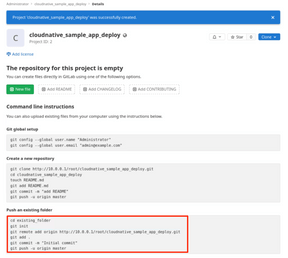 Administrator > cloudnative_sample_app_deploy > Details
Project 'cloudnative_sample_app_deploy' was successfully created.
C
cloudnative_sample_app_deploy
Project ID: 2
Star
0
Clone
Add license
The repository for this project is empty
You can create files directly in GitLab using one of the following options.
New file
Add README
Add CHANGELOG
Add CONTRIBUTING
Command line instructions
You can also upload existing files from your computer using the instructions below.
Git global setup
git config --global user.name "Administrator"
git config --global user.email "admin@example.com"
Create a new repository
git clone http://10.0.0.1/root/cloudnative_sample_app_deploy.git
cd cloudnative_sample_app_deploy
touch README.md
git add README.md
git commit -m "add README"
git push -u origin master
Push an existing folder
cd existing_folder
git init
git remote add origin http://10.0.0.1/root/cloudnative_sample_app_deploy.git
git add .
git commit -m "Initial commit"
git push -u origin master